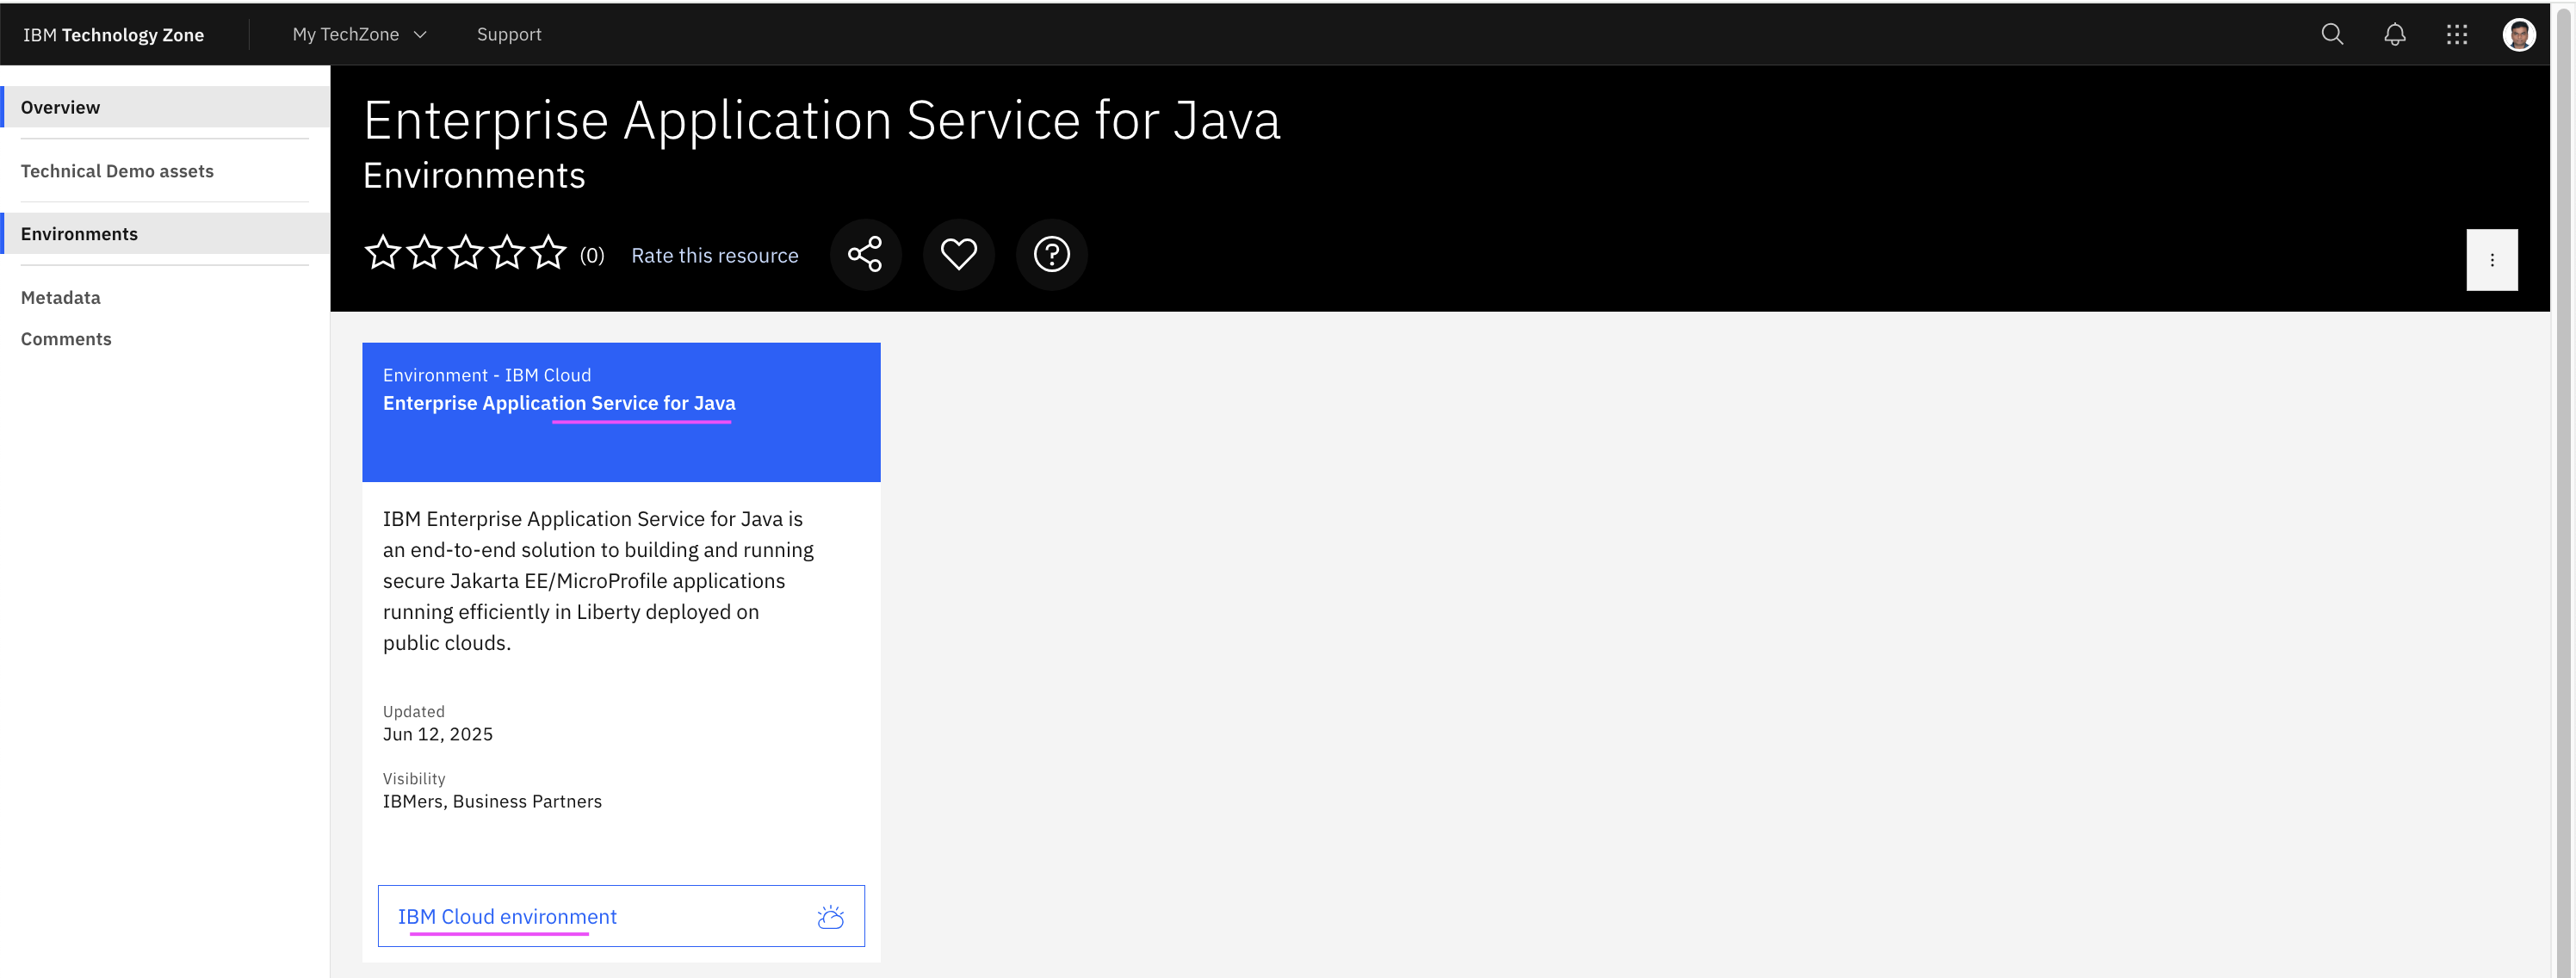 IBM Technology Zone
My TechZone
Support
Overview
Technical Demo assets
Environments
Metadata
Comments
Enterprise Application Service for Java
Environments
(0)
Rate this resource
Environment - IBM Cloud
Enterprise Application Service for Java
IBM Enterprise Application Service for Java is
an end-to-end solution to building and running
secure Jakarta EE/MicroProfile applications
running efficiently in Liberty deployed on
public clouds.
Updated
Jun 12, 2025
Visibility
IBMers, Business Partners
IBM Cloud environment